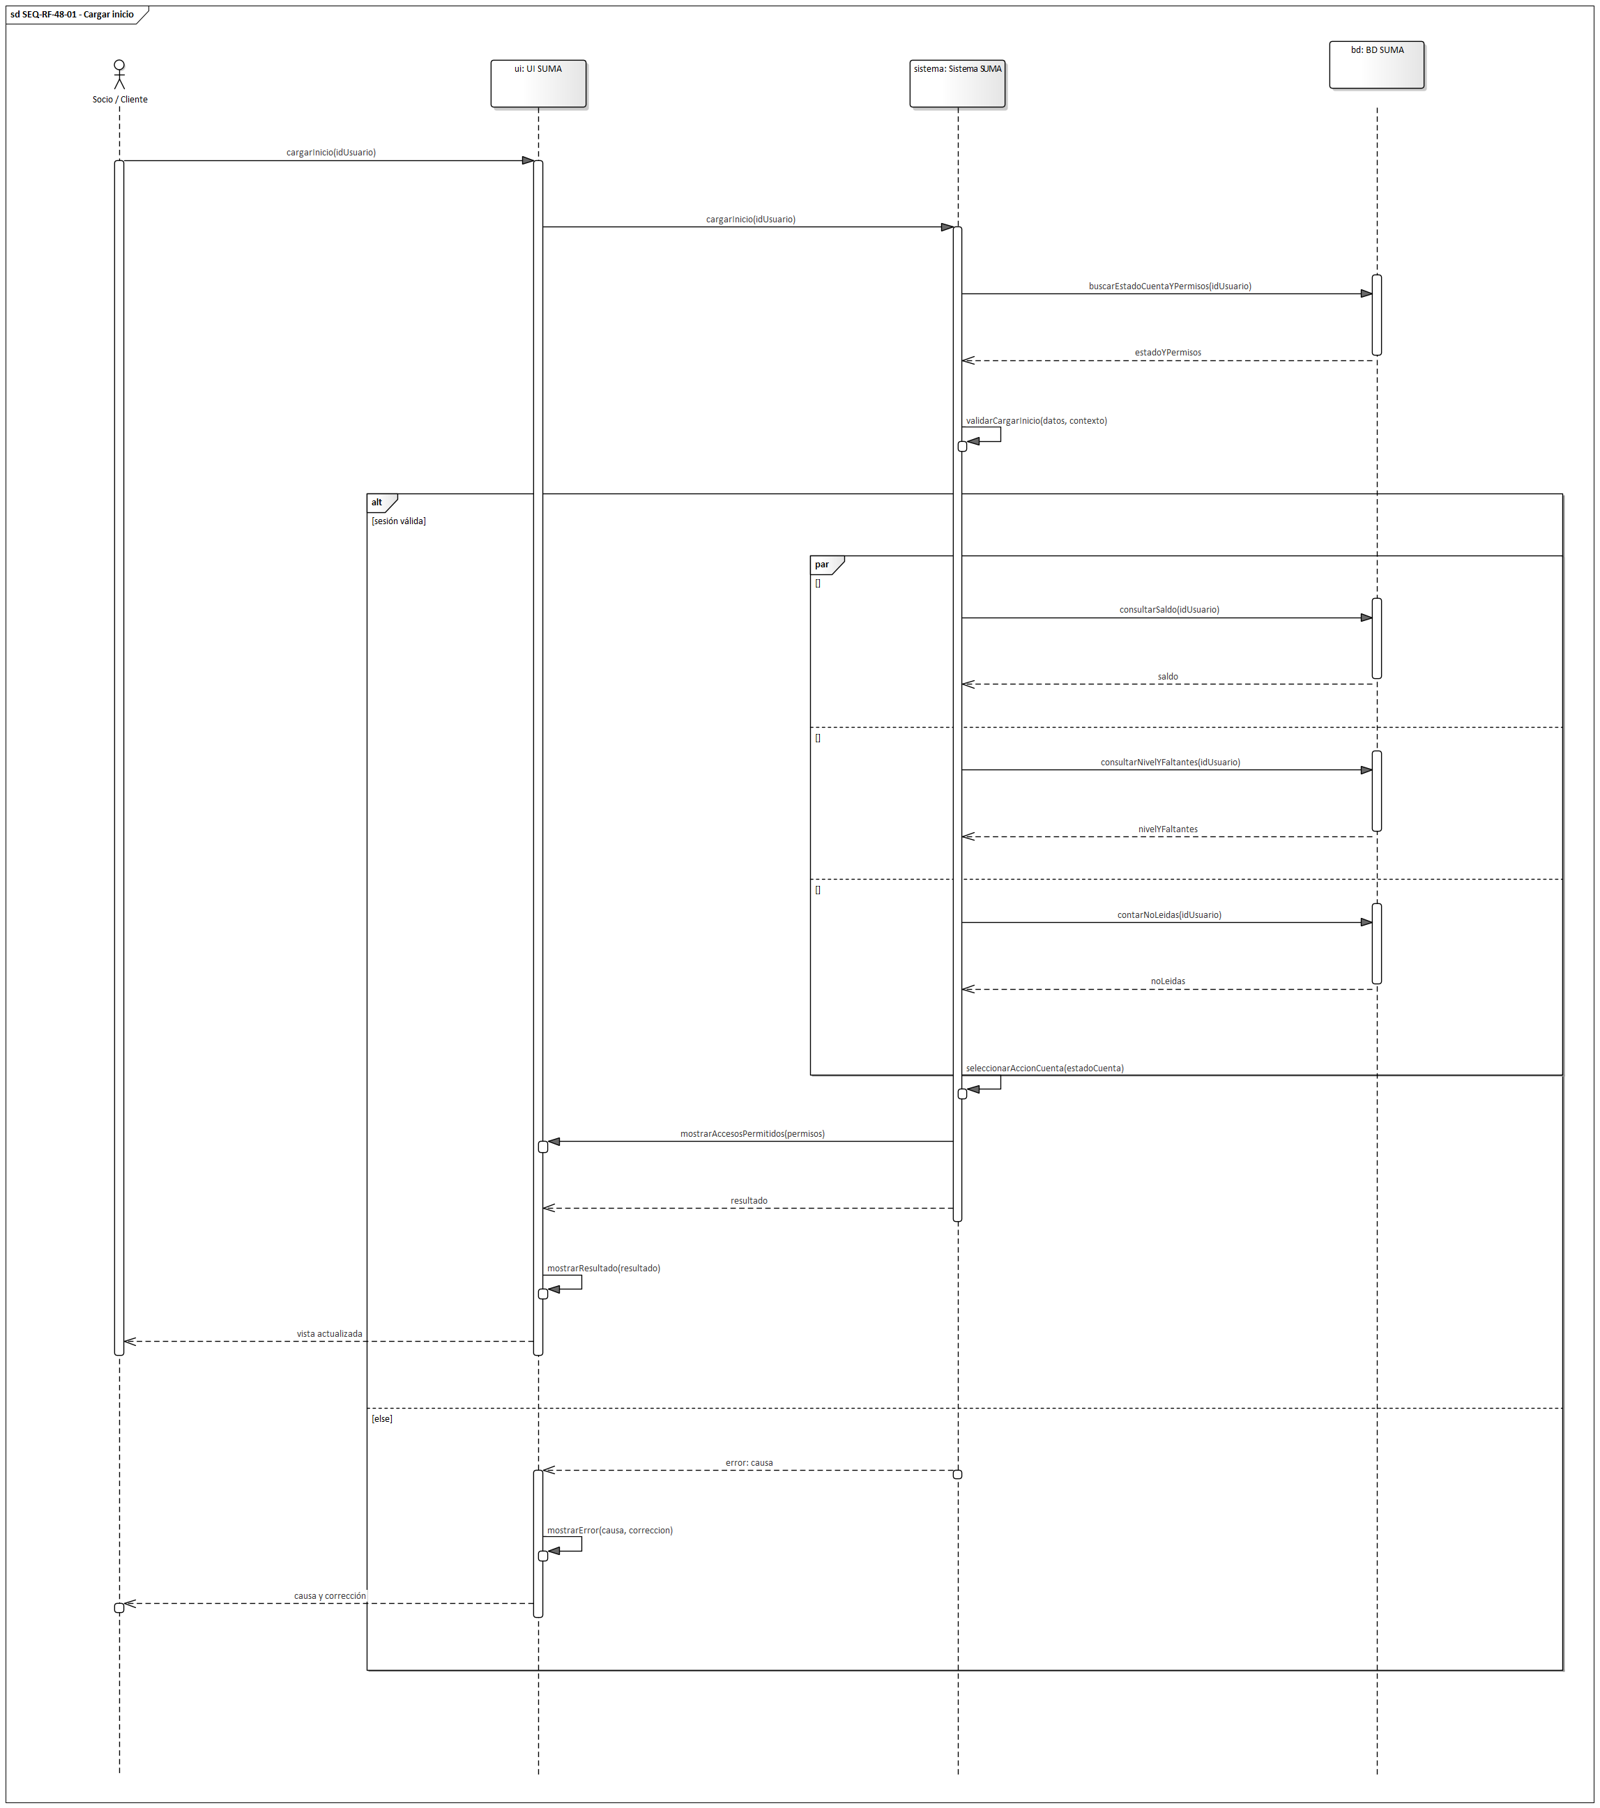 sd SEQ-RF-48-01 - Cargar inicio
bd: BD SUMA
ui: UI SUMA
sistema: Sistema SUMA
Socio / Cliente
cargarInicio(idUsuario)
cargarInicio(idUsuario)
buscarEstadoCuentaYPermisos(idUsuario)
estadoYPermisos
validarCargarInicio(datos, contexto)
alt
[sesión válida]
par
[]
consultarSaldo(idUsuario)
saldo
[]
consultarNivelYFaltantes(idUsuario)
nivelYFaltantes
[]
contarNoLeidas(idUsuario)
noLeidas
seleccionarAccionCuenta(estadoCuenta)
mostrarAccesosPermitidos(permisos)
resultado
mostrarResultado(resultado)
vista actualizada
[else]
error: causa
mostrarError(causa, correccion)
causa y corrección